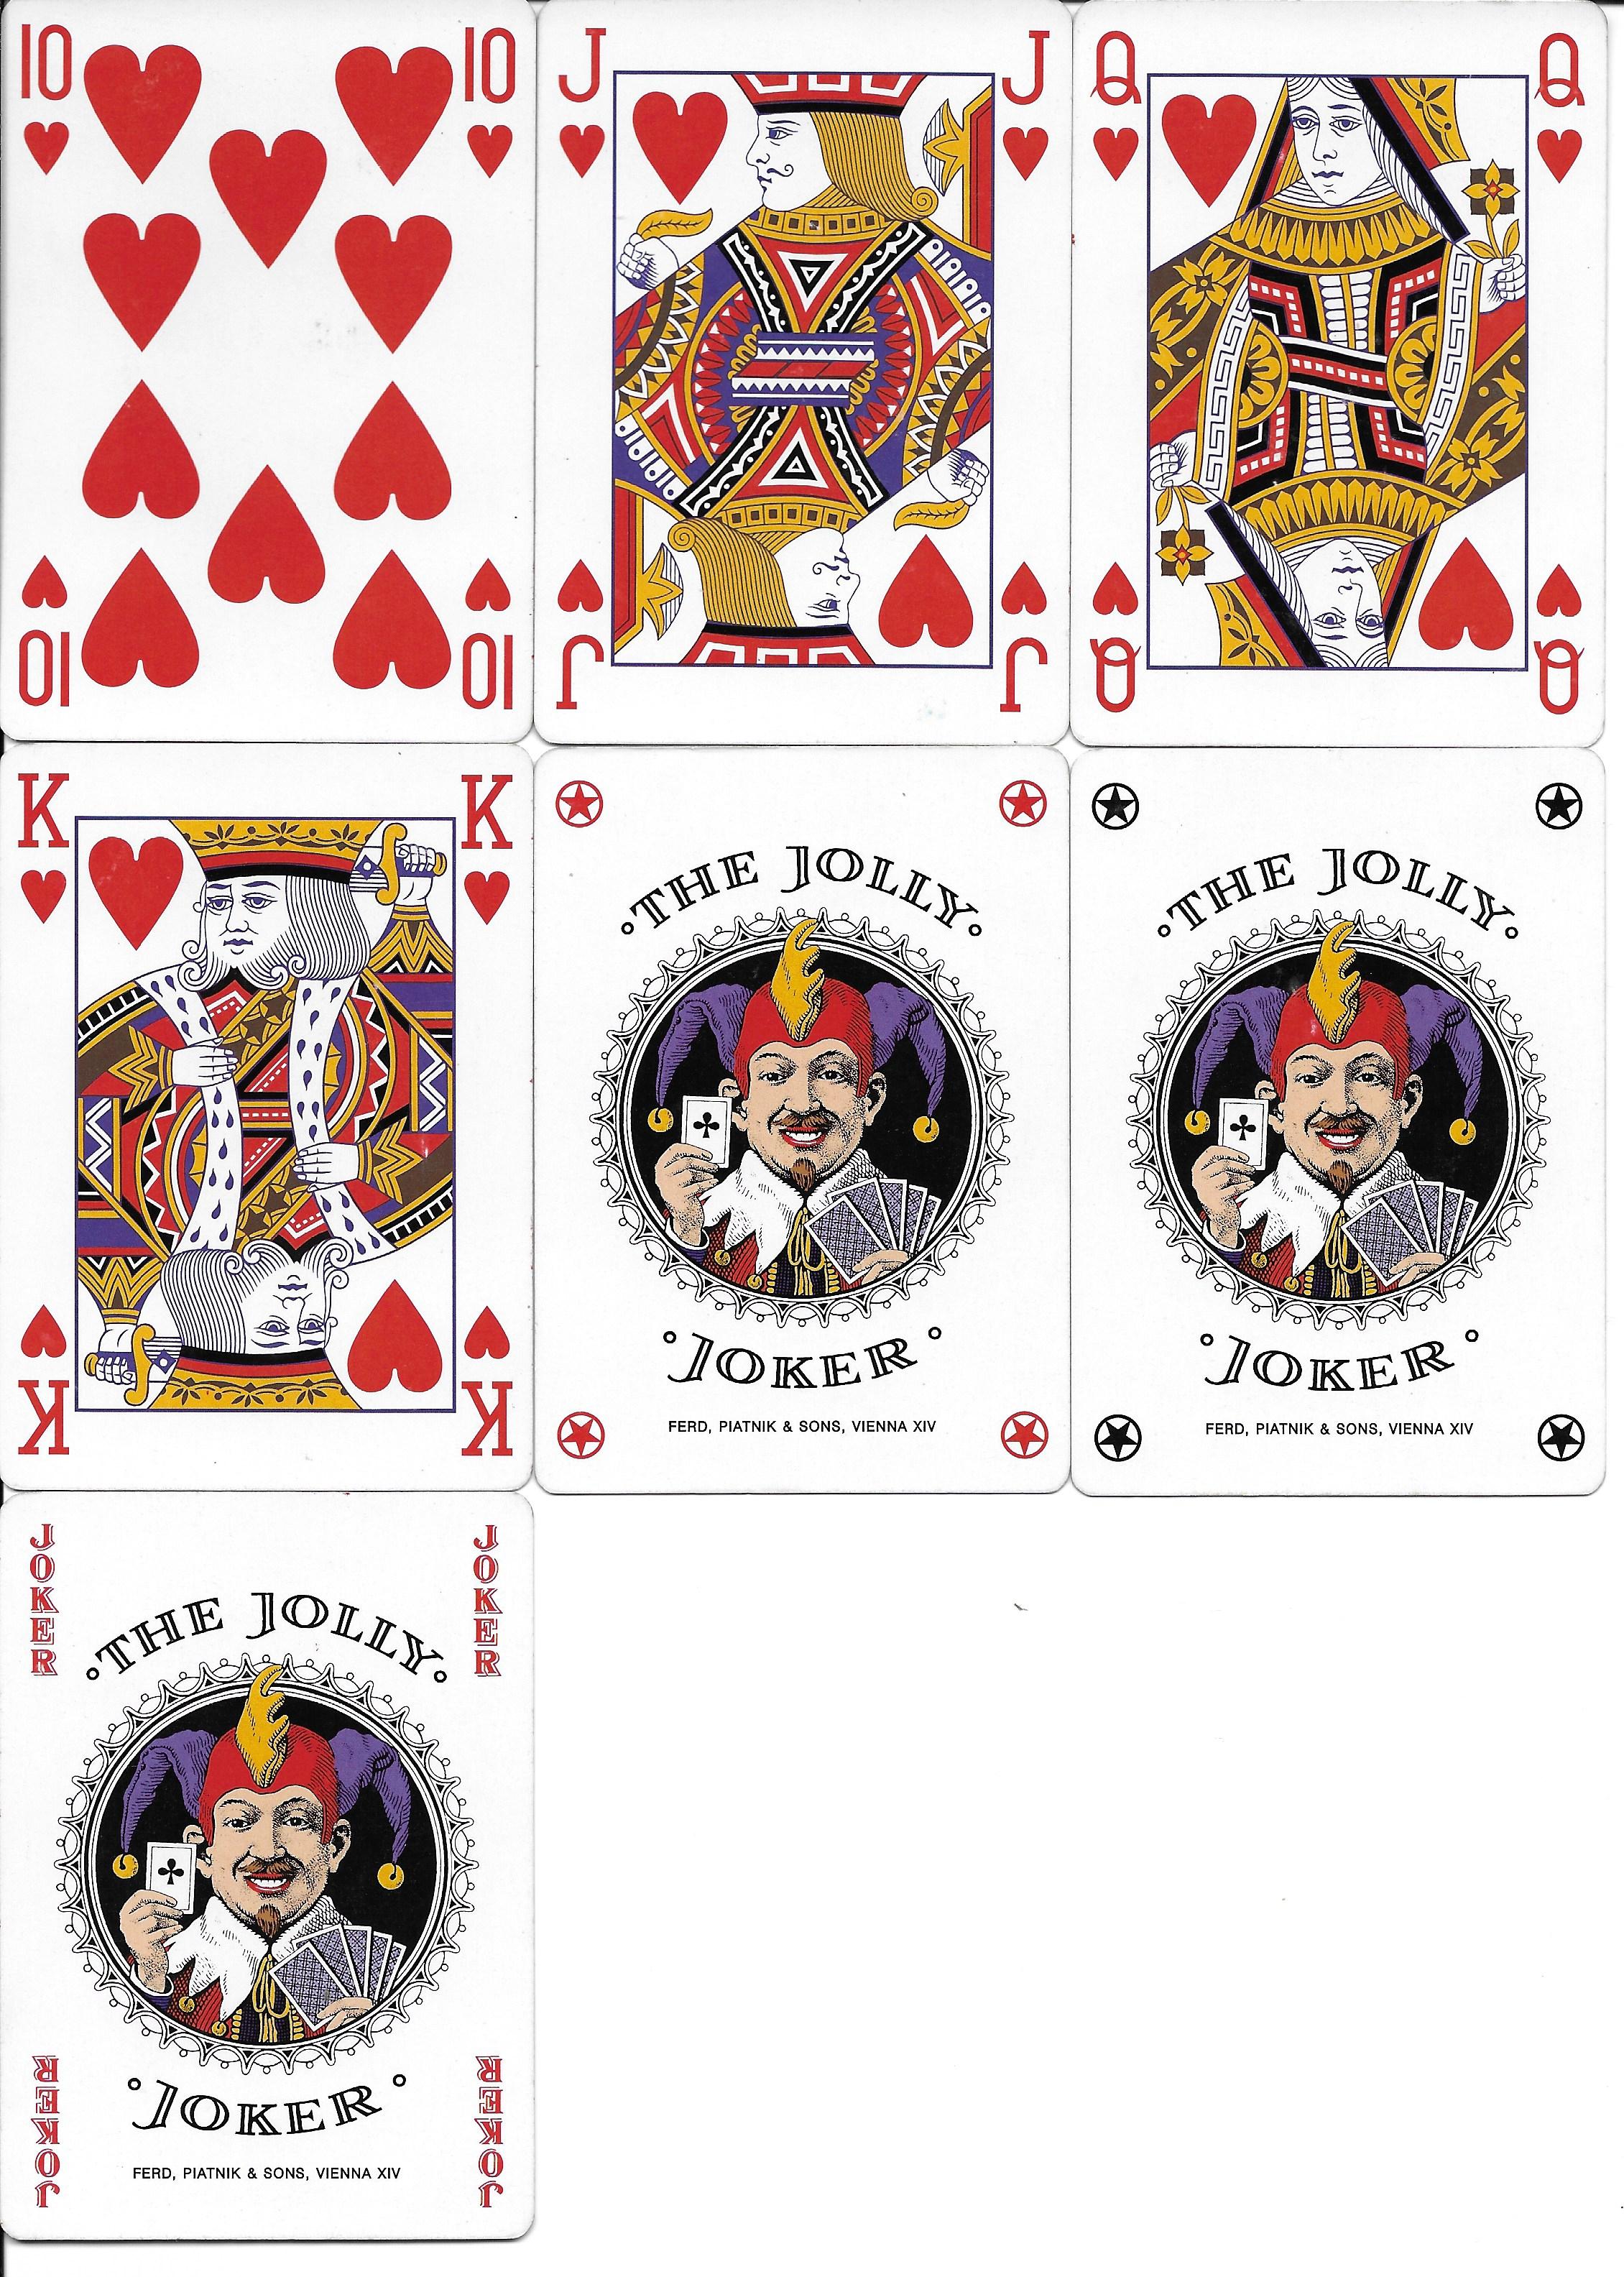 10 10
10 10
J J
J J
Q Q
Q Q
K K
K K
THE JOLLY
JOKER
FERD, PIATNIK & SONS, VIENNA XIV
THE JOLLY
JOKER
FERD, PIATNIK & SONS, VIENNA XIV
JOKER JOKER
THE JOLLY
JOKER
FERD, PIATNIK & SONS, VIENNA XIV
JOKER JOKER